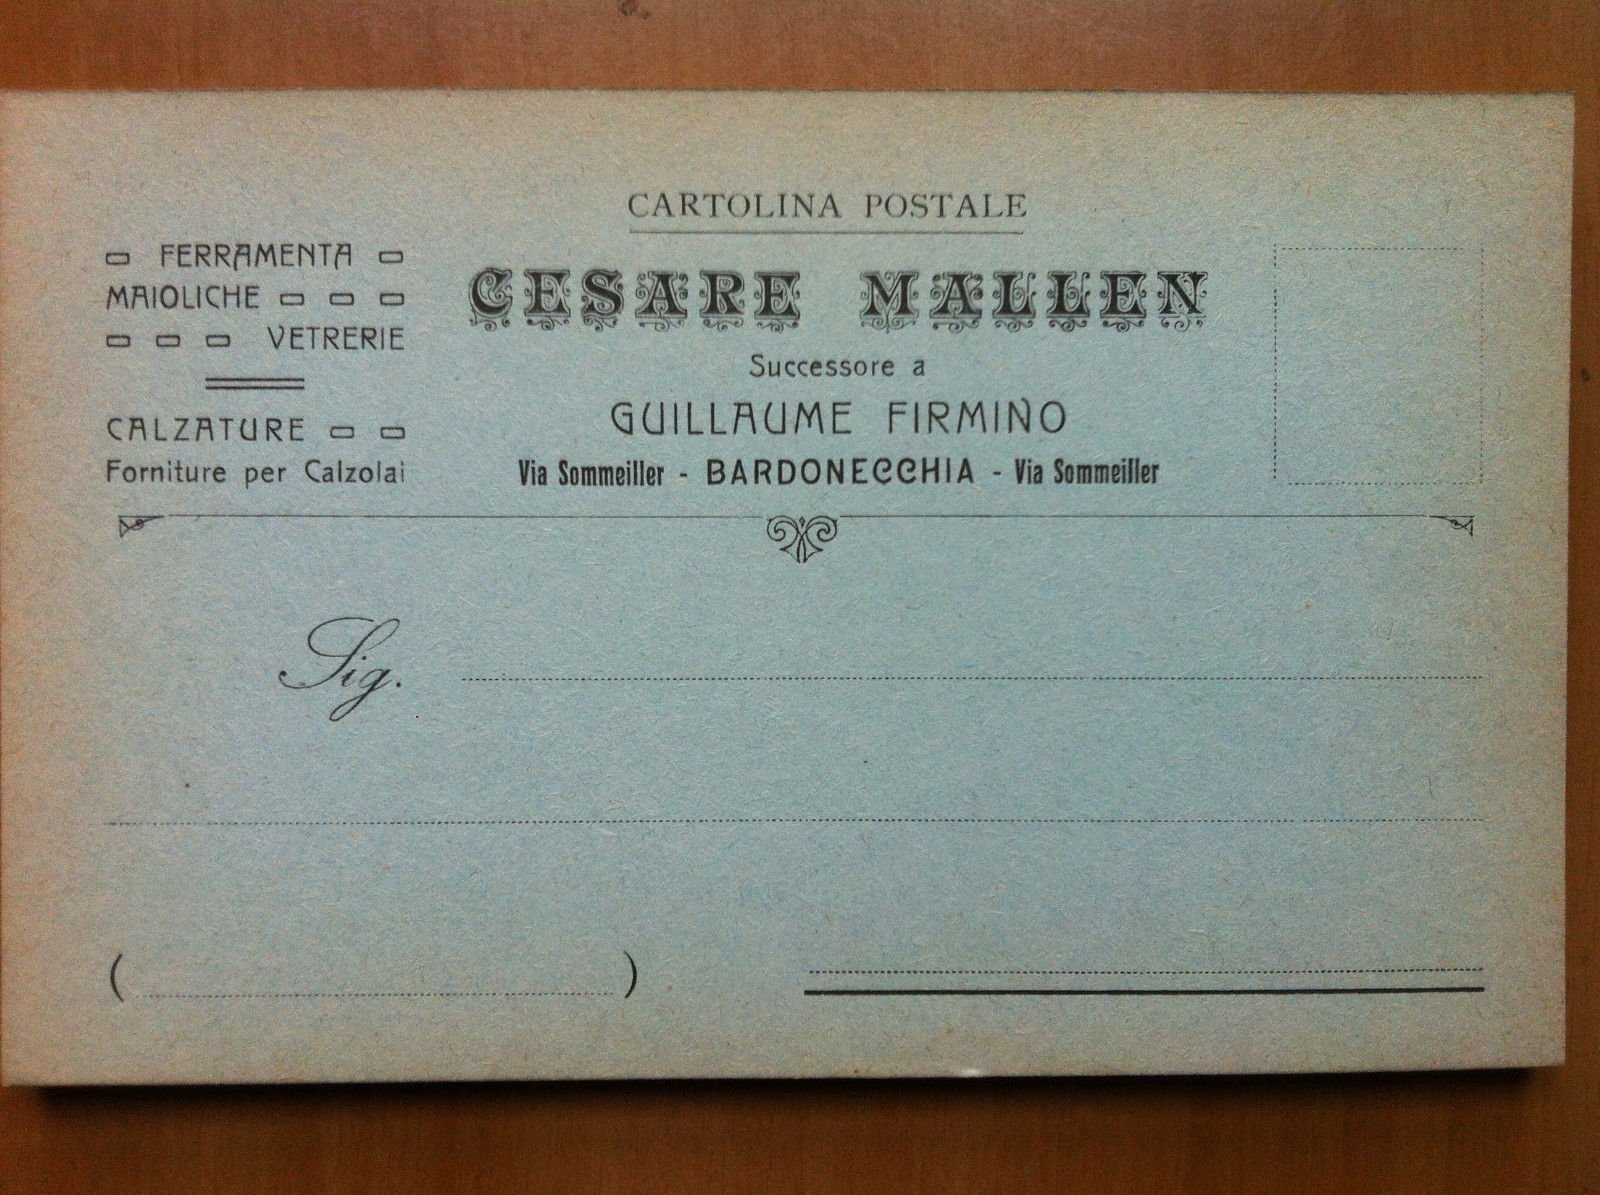 CARTOLINA POSTALE
FERRAMENTA
MAIOLICHE
VETRERIE
CALZATURE
Forniture per Calzolai
CESARE MALLEN
Successore a
GUILLAUME FIRMINO
Via Sommeiller - BARDONECCHIA - Via Sommeiller
Sig.
( )